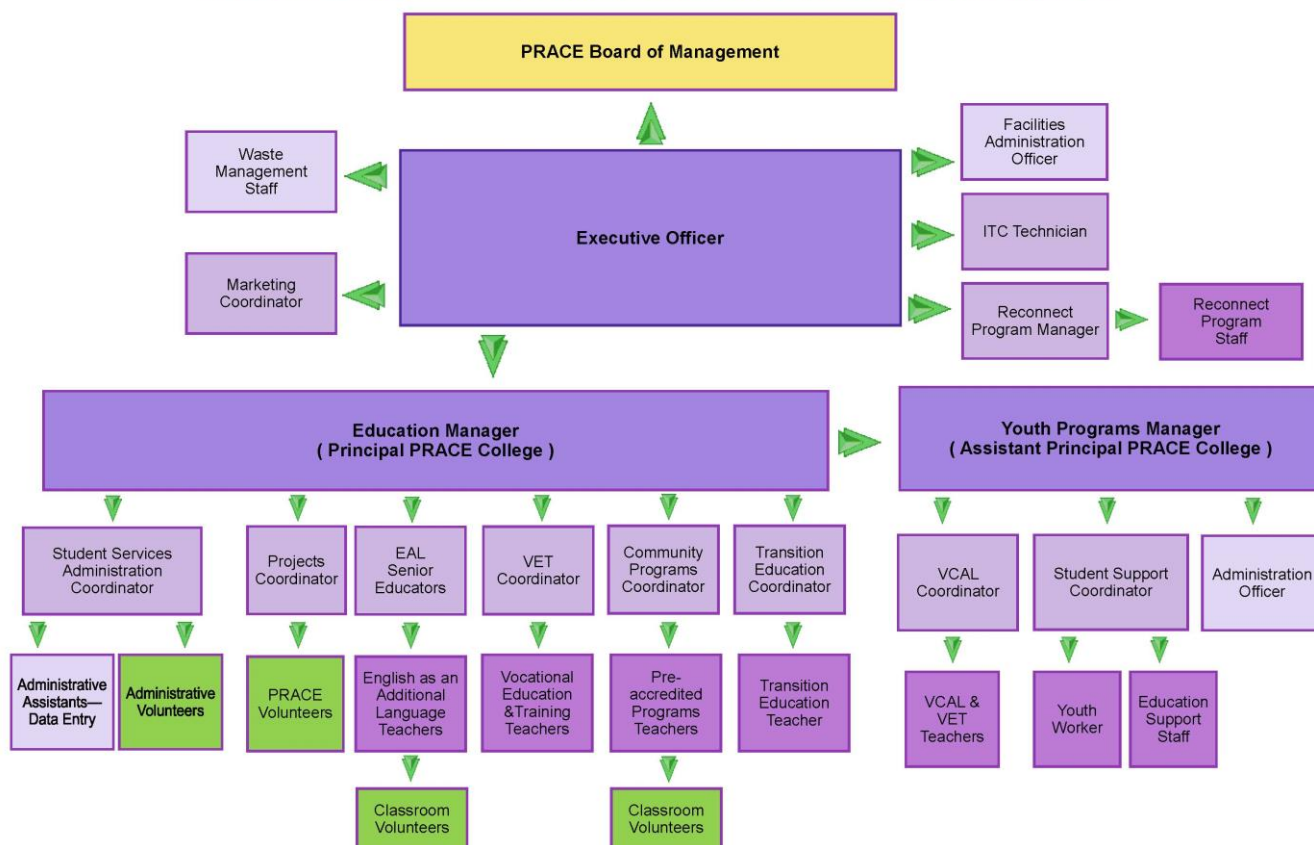 PRACE Board of Management
Waste
Management
Staff
Facilities
Administration
Officer
Executive Officer
ITC Technician
Marketing
Coordinator
Reconnect
Program Manager
Reconnect
Program
Staff
Education Manager
( Principal PRACE College )
Youth Programs Manager
( Assistant Principal PRACE College )
Student Services
Administration
Coordinator
Projects
Coordinator
EAL
Senior
Educators
VET
Coordinator
Community
Programs
Coordinator
Transition
Education
Coordinator
VCAL
Coordinator
Student Support
Coordinator
Administration
Officer
Administrative
Assistants—
Data Entry
Administrative
Volunteers
PRACE
Volunteers
English as an
Additional
Language
Teachers
Vocational
Education
&Training
Teachers
Pre-
accredited
Programs
Teachers
Transition
Education
Teacher
VCAL &
VET
Teachers
Youth
Worker
Education
Support
Staff
Classroom
Volunteers
Classroom
Volunteers